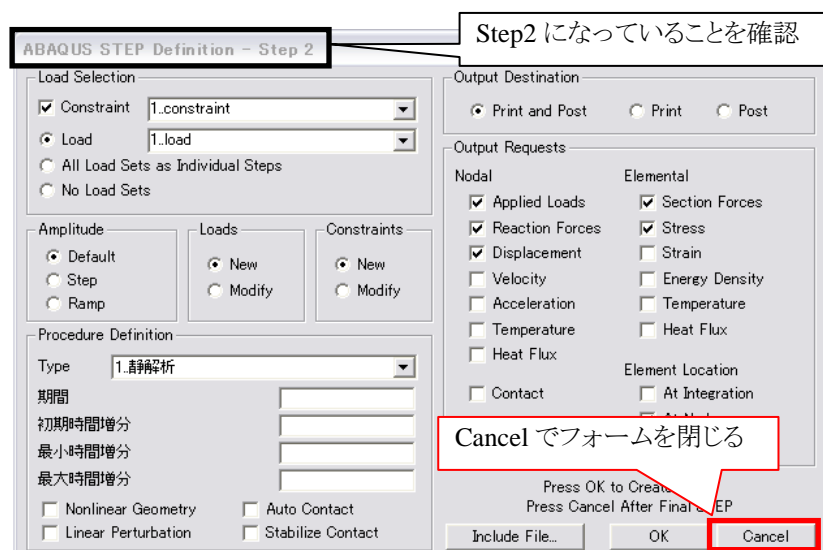 Step2 になっていることを確認
ABAQUS STEP Definition - Step 2
Load Selection
Constraint 1..constraint
Load 1..load
All Load Sets as Individual Steps
No Load Sets
Amplitude
Default
Step
Ramp
Loads
New
Modify
Constraints
New
Modify
Procedure Definition
Type 1..静解析
期間
初期時間増分
最小時間増分
最大時間増分
Nonlinear Geometry Auto Contact
Linear Perturbation Stabilize Contact
Output Destination
Print and Post Print Post
Output Requests
Nodal
Applied Loads
Reaction Forces
Displacement
Velocity
Acceleration
Temperature
Heat Flux
Contact
Elemental
Section Forces
Stress
Strain
Energy Density
Temperature
Heat Flux
Element Location
At Integration
Cancel でフォームを閉じる
Press OK to
Press Cancel After Final
Include File... OK Cancel